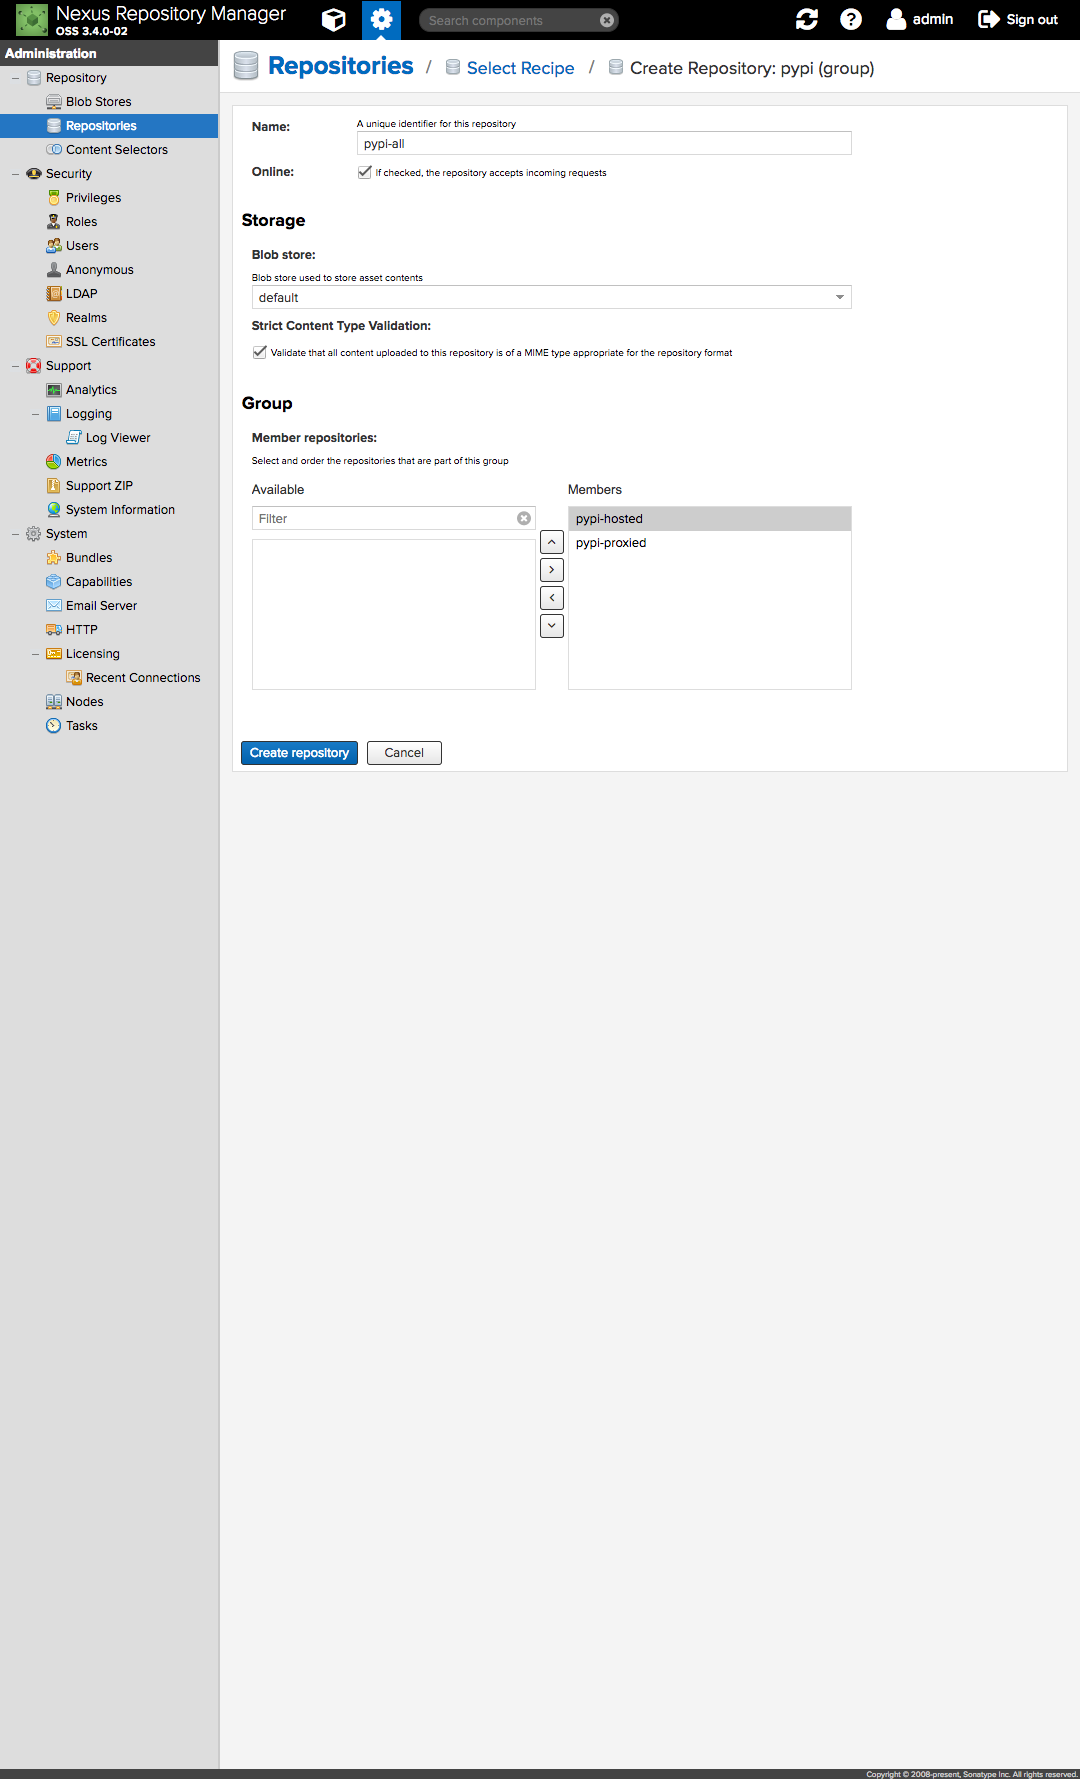 Nexus Repository Manager
OSS 3.4.0-02
Search components
admin
Sign out
Administration
Repository
Blob Stores
Repositories
Content Selectors
Security
Privileges
Roles
Users
Anonymous
LDAP
Realms
SSL Certificates
Support
Analytics
Logging
Log Viewer
Metrics
Support ZIP
System Information
System
Bundles
Capabilities
Email Server
HTTP
Licensing
Recent Connections
Nodes
Tasks
Repositories / Select Recipe / Create Repository: pypi (group)
Name:
A unique identifier for this repository
pypi-all
Online:
If checked, the repository accepts incoming requests
Storage
Blob store:
Blob store used to store asset contents
default
Strict Content Type Validation:
Validate that all content uploaded to this repository is of a MIME type appropriate for the repository format
Group
Member repositories:
Select and order the repositories that are part of this group
Available
Filter
Members
pypi-hosted
pypi-proxied
Create repository
Cancel
Copyright © 2008-present, Sonatype Inc. All rights reserved.